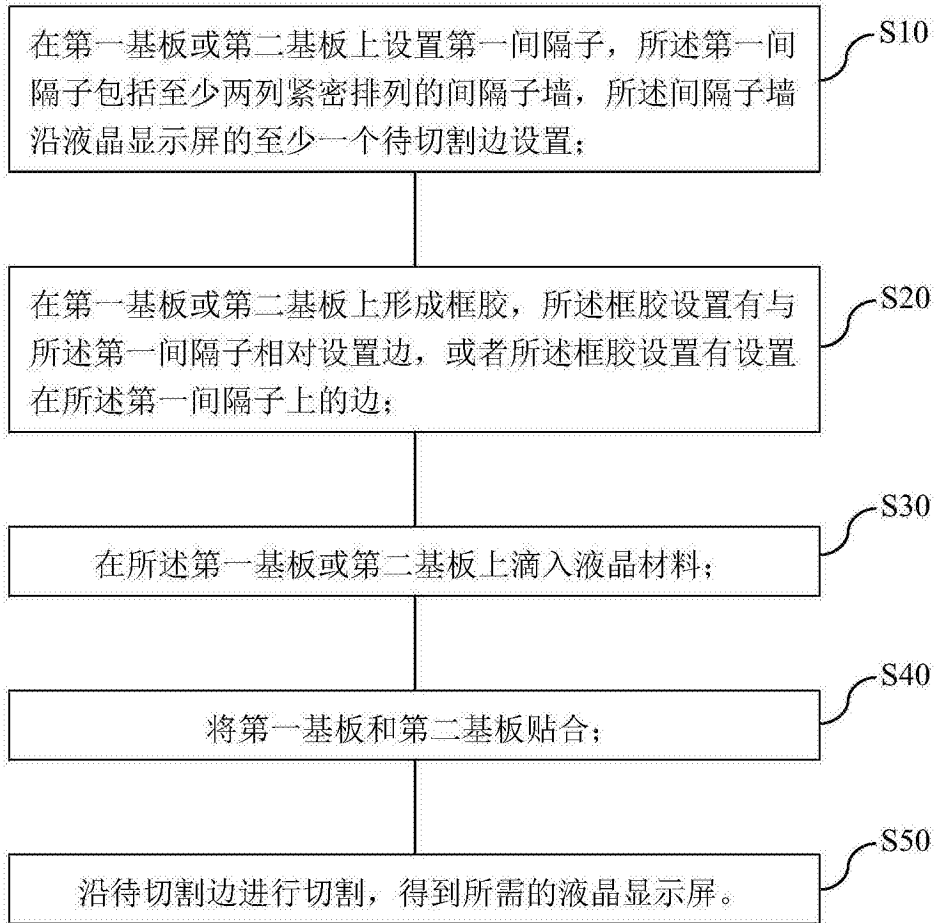 在第一基板或第二基板上设置第一间隔子，所述第一间
隔子包括至少两列紧密排列的间隔子墙，所述间隔子墙
沿液晶显示屏的至少一个待切割边设置；
S10
在第一基板或第二基板上形成框胶，所述框胶设置有与
所述第一间隔子相对设置边，或者所述框胶设置有设置
在所述第一间隔子上的边；
S20
在所述第一基板或第二基板上滴入液晶材料；
S30
将第一基板和第二基板贴合；
S40
沿待切割边进行切割，得到所需的液晶显示屏。
S50